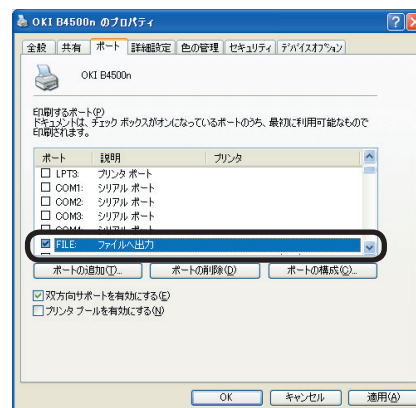 OKI B4500n のプロパティ
全般 共有 ポート 詳細設定 色の管理 セキュリティ デバイスオプション
OKI B4500n
印刷するポート(P)
ドキュメントは、チェック ボックスがオンになっているポートのうち、最初に利用可能なもので
印刷されます。
ポート 説明 プリンタ
LPT3: プリンタ ポート
COM1: シリアル ポート
COM2: シリアル ポート
COM3: シリアル ポート
COM4: シリアル ポート
FILE: ファイルへ出力
ポートの追加(T)... ポートの削除(D) ポートの構成(C)...
双方向サポートを有効にする(E)
プリンタ プールを有効にする(N)
OK キャンセル 適用(A)